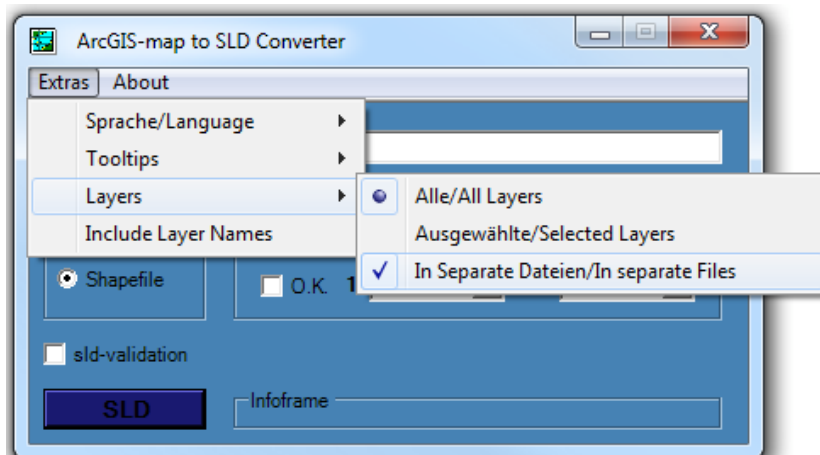 ArcGIS-map to SLD Converter
Extras About
Sprache/Language
Tooltips
Layers
Include Layer Names
Alle/All Layers
Ausgewählte/Selected Layers
In Separate Dateien/In separate Files
Shapefile
O.K. 1
sld-validation
SLD
Infoframe